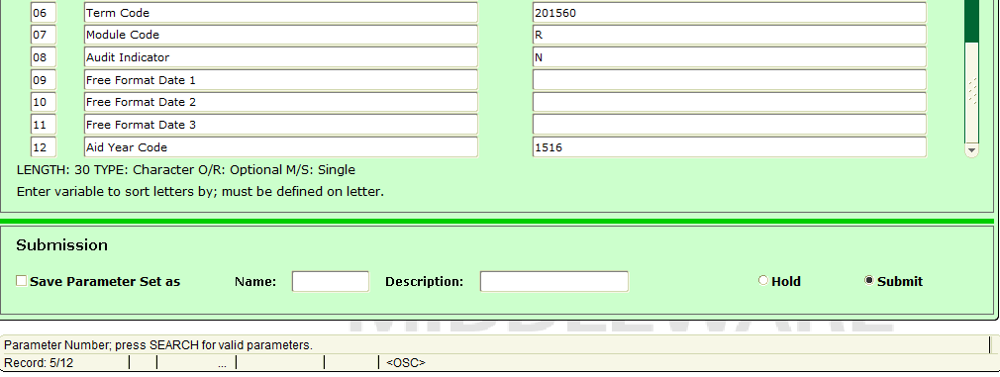 06 Term Code 201560
07 Module Code R
08 Audit Indicator N
09 Free Format Date 1
10 Free Format Date 2
11 Free Format Date 3
12 Aid Year Code 1516
LENGTH: 30 TYPE: Character O/R: Optional M/S: Single
Enter variable to sort letters by; must be defined on letter.
Submission
Save Parameter Set as Name: Description: Hold Submit
MIDDLEWARE
Parameter Number; press SEARCH for valid parameters.
Record: 5/12 ... <OSC>